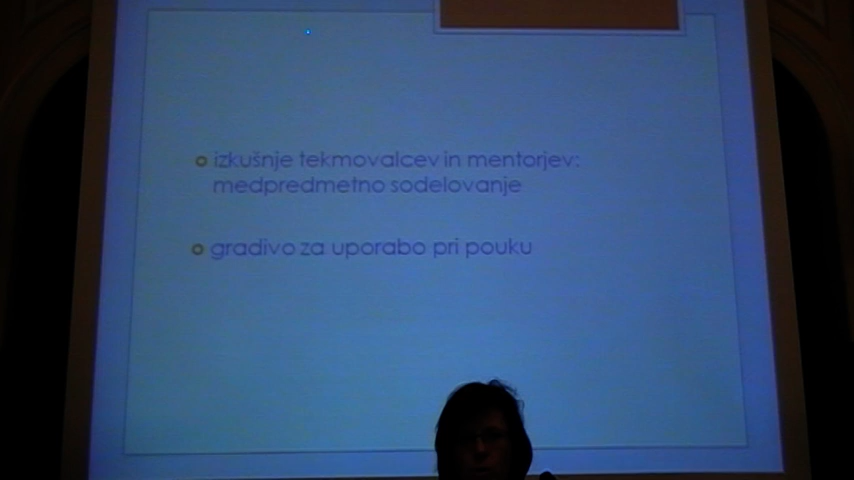 izkušnje tekmovalcev in mentorjev:
medpredmetno sodelovanje
gradivo za uporabo pri pouku